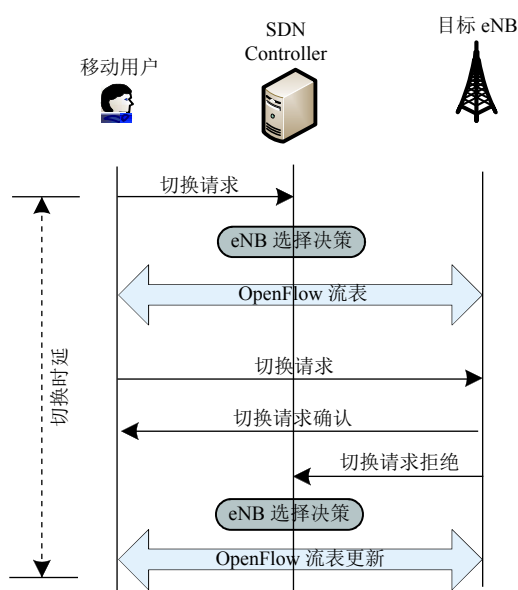 目标 eNB
SDN
Controller
移动用户
切换请求
eNB 选择决策
OpenFlow 流表
切换请求
切换请求确认
切换请求拒绝
eNB 选择决策
OpenFlow 流表更新
切换时延